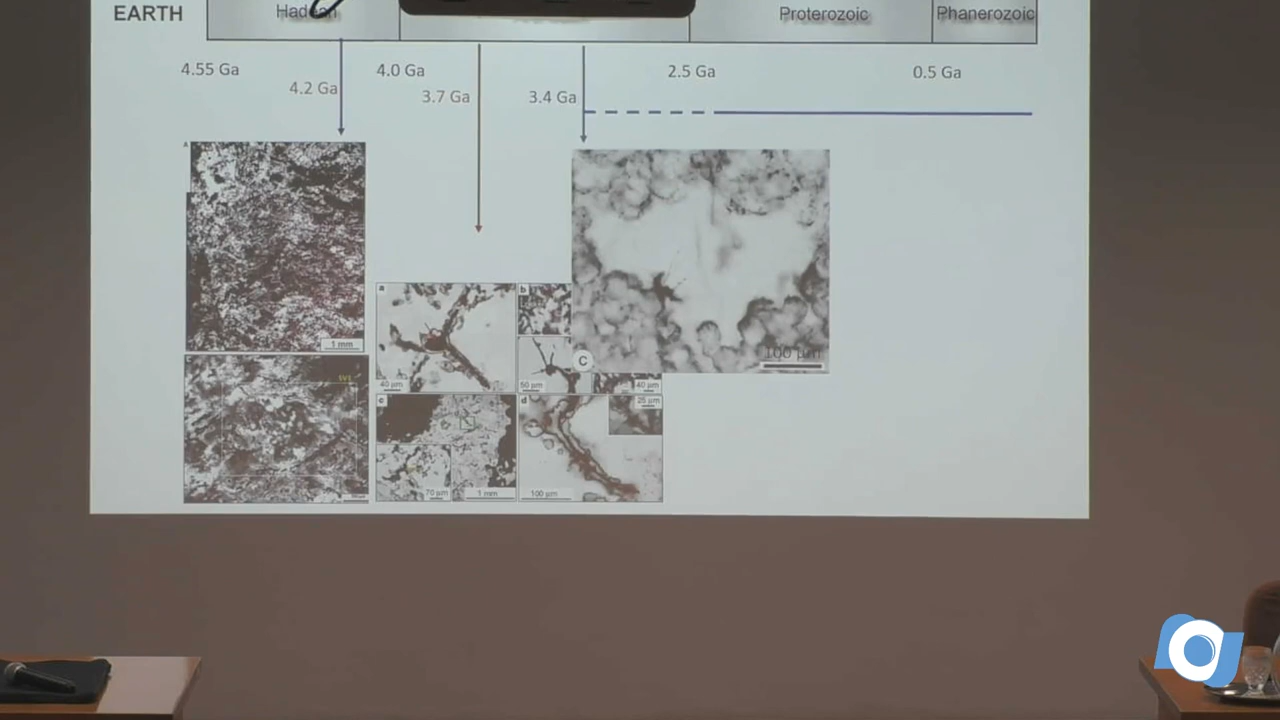 EARTH
Hadean
Proterozoic
Phanerozoic
4.55 Ga
4.2 Ga
4.0 Ga
3.7 Ga
3.4 Ga
2.5 Ga
0.5 Ga
A
1 mm
a
40 µm
b
50 µm
40 µm
C
100 µm
c
70 µm
1 mm
d
25 µm
100 µm